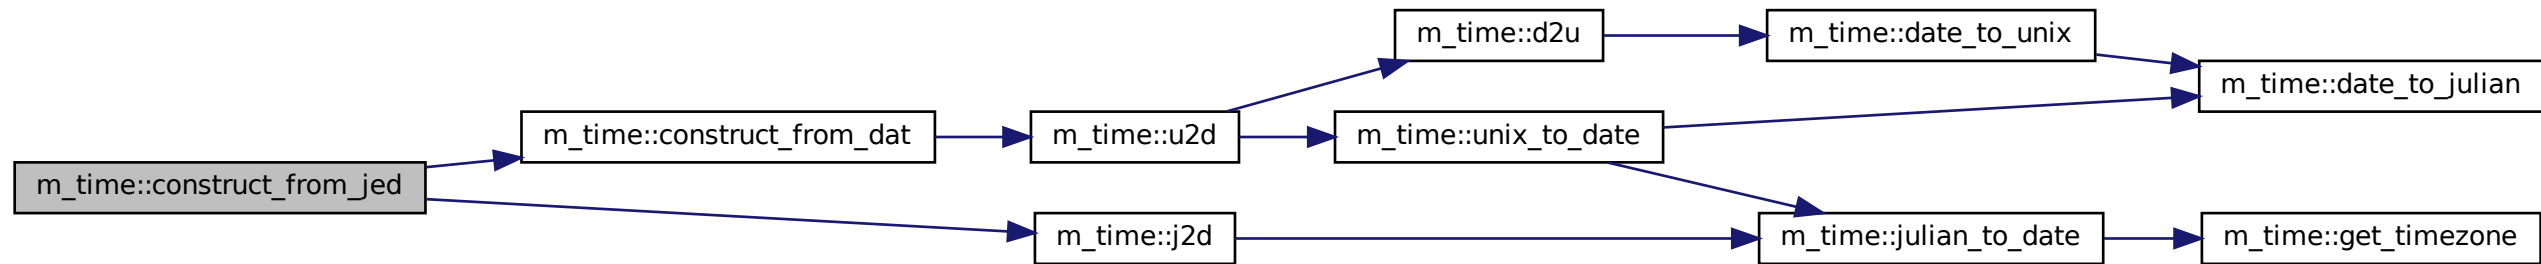 m_time::construct_from_jed
m_time::construct_from_dat
m_time::j2d
m_time::u2d
m_time::d2u
m_time::unix_to_date
m_time::date_to_unix
m_time::julian_to_date
m_time::date_to_julian
m_time::get_timezone